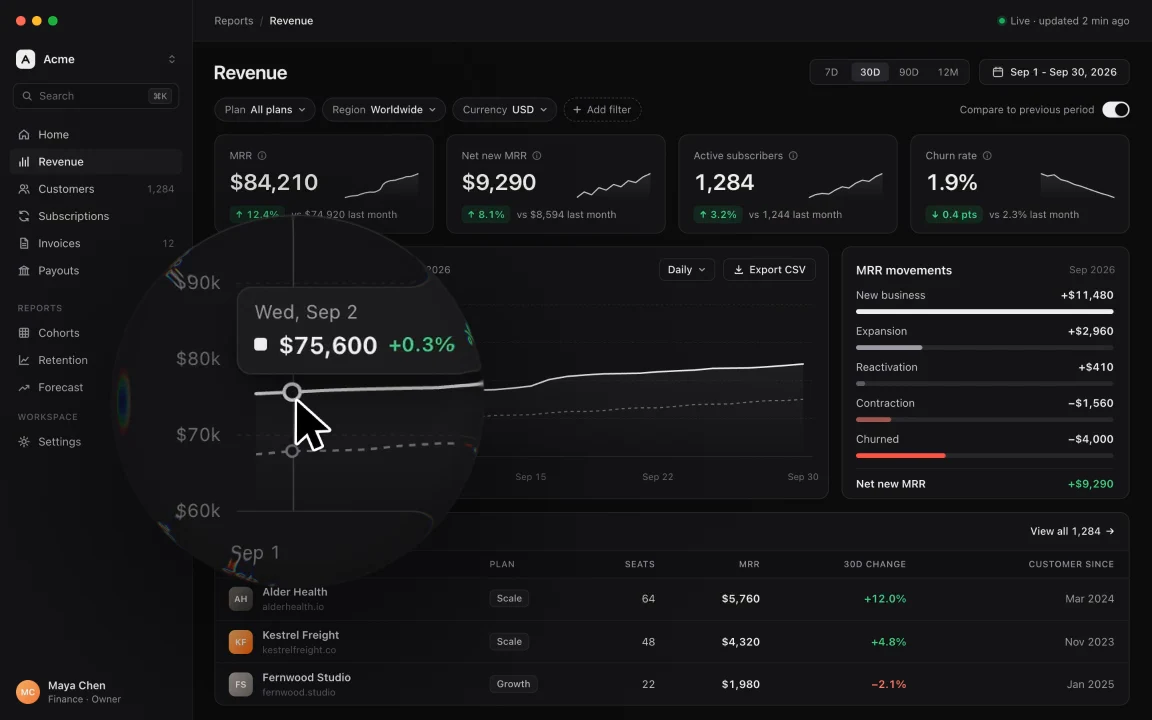 Reports / Revenue
Live · updated 2 min ago
A Acme
Search ⌘K
Home
Revenue
Customers 1,284
Subscriptions
Invoices 12
Payouts
REPORTS
Cohorts
Retention
Forecast
WORKSPACE
Settings
MC Maya Chen
Finance · Owner
Revenue
7D 30D 90D 12M
Sep 1 - Sep 30, 2026
Plan All plans
Region Worldwide
Currency USD
+ Add filter
Compare to previous period
MRR
$84,210
↑ 12.4% vs $74,920 last month
Net new MRR
$9,290
↑ 8.1% vs $8,594 last month
Active subscribers
1,284
↑ 3.2% vs 1,244 last month
Churn rate
1.9%
↓ 0.4 pts vs 2.3% last month
2026
Daily
Export CSV
$90k
Wed, Sep 2
$75,600 +0.3%
$80k
$70k
$60k
Sep 1
Sep 15
Sep 22
Sep 30
MRR movements Sep 2026
New business +$11,480
Expansion +$2,960
Reactivation +$410
Contraction −$1,560
Churned −$4,000
Net new MRR +$9,290
View all 1,284 →
PLAN SEATS MRR 30D CHANGE CUSTOMER SINCE
AH Alder Health Scale 64 $5,760 +12.0% Mar 2024
alderhealth.io
KF Kestrel Freight Scale 48 $4,320 +4.8% Nov 2023
kestrelfreight.co
FS Fernwood Studio Growth 22 $1,980 −2.1% Jan 2025
fernwood.studio